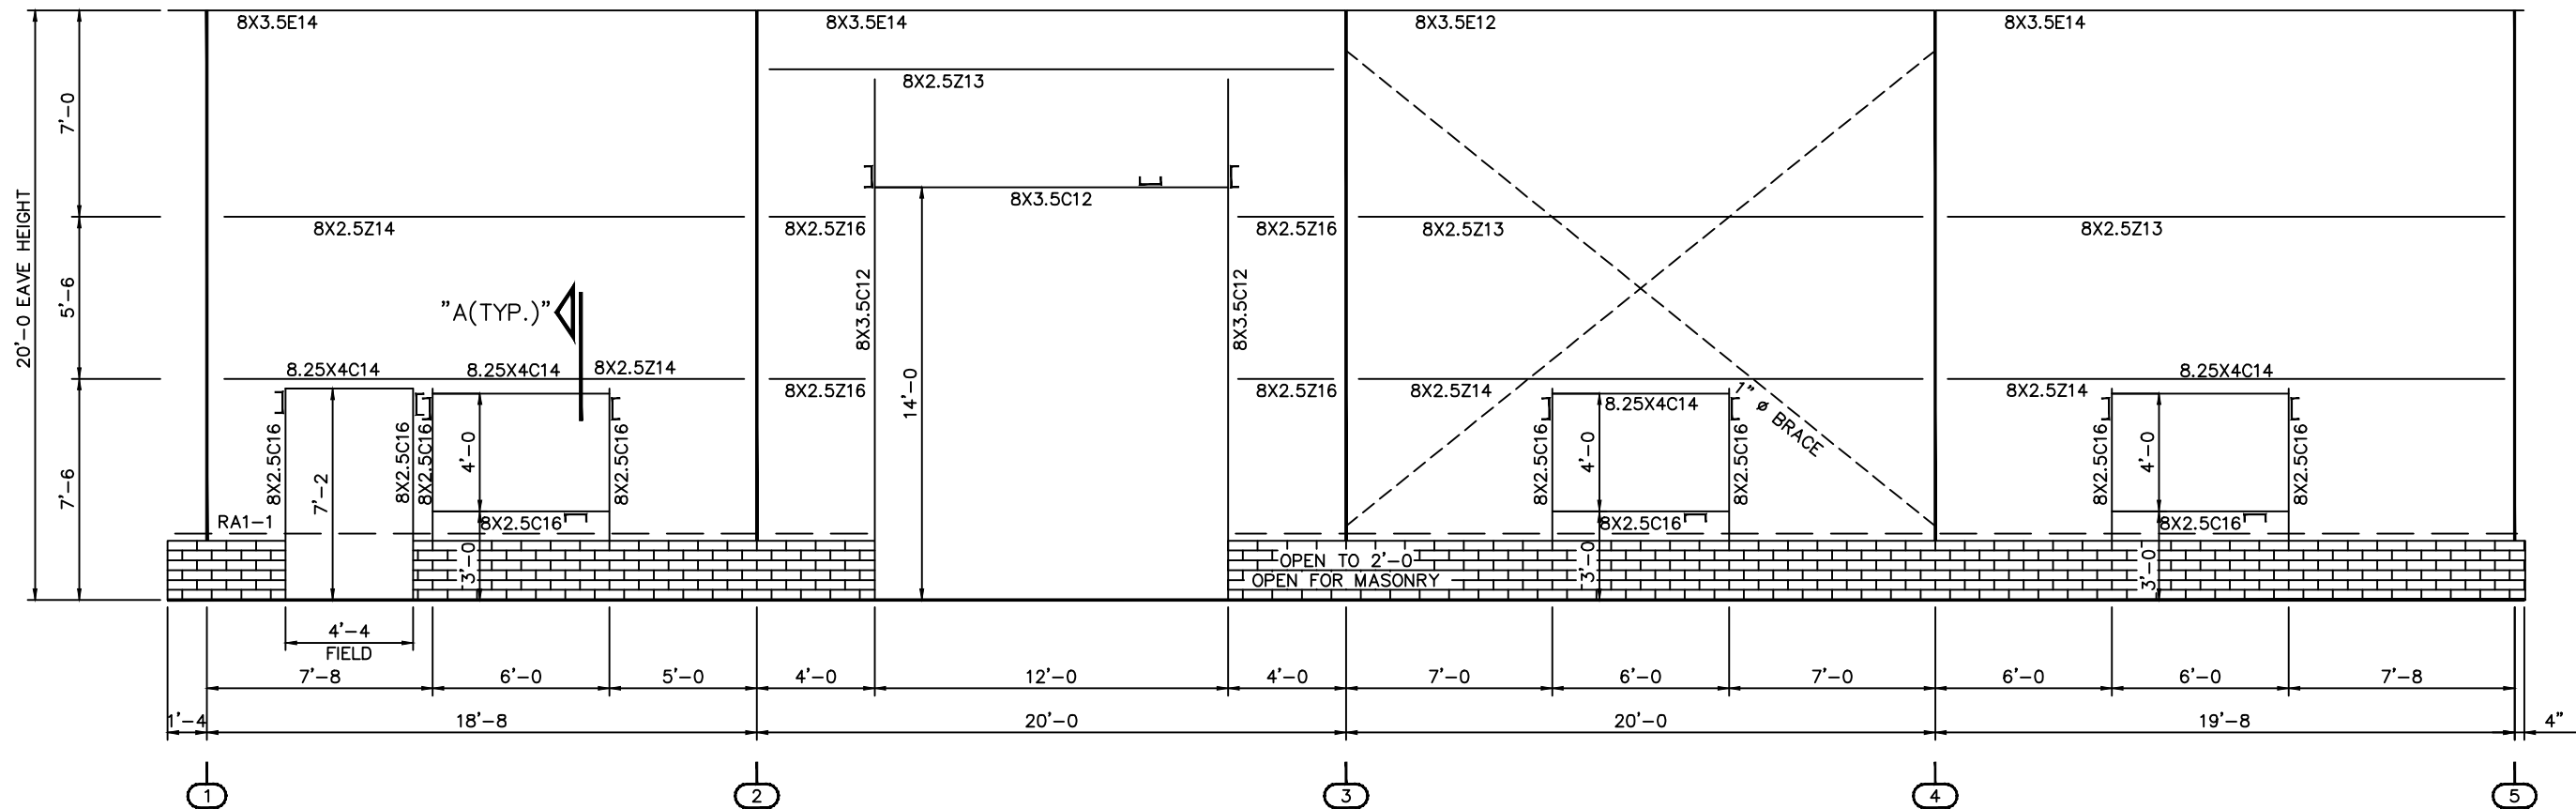 8X3.5E14
8X3.5E14
8X3.5E12
8X3.5E14
8X2.5Z13
7'-0
20'-0 EAVE HEIGHT
8X3.5C12
8X2.5Z14
8X2.5Z16
8X2.5Z16
8X2.5Z13
8X2.5Z13
5'-6
"A(TYP.)"
8X3.5C12
8X3.5C12
8.25X4C14
8.25X4C14
8X2.5Z14
8X2.5Z16
14'-0
8X2.5Z16
8X2.5Z14
8.25X4C14
1" ø BRACE
8X2.5Z14
8.25X4C14
7'-6
8X2.5C16
7'-2
8X2.5C16
8X2.5C16
4'-0
8X2.5C16
8X2.5C16
4'-0
8X2.5C16
8X2.5C16
4'-0
8X2.5C16
RA1-1
8X2.5C16
8X2.5C16
8X2.5C16
3'-0
OPEN TO 2'-0
OPEN FOR MASONRY
3'-0
3'-0
4'-4
FIELD
7'-8
6'-0
5'-0
4'-0
12'-0
4'-0
7'-0
6'-0
7'-0
6'-0
6'-0
7'-8
1'-4
18'-8
20'-0
20'-0
19'-8
4"
1
2
3
4
5